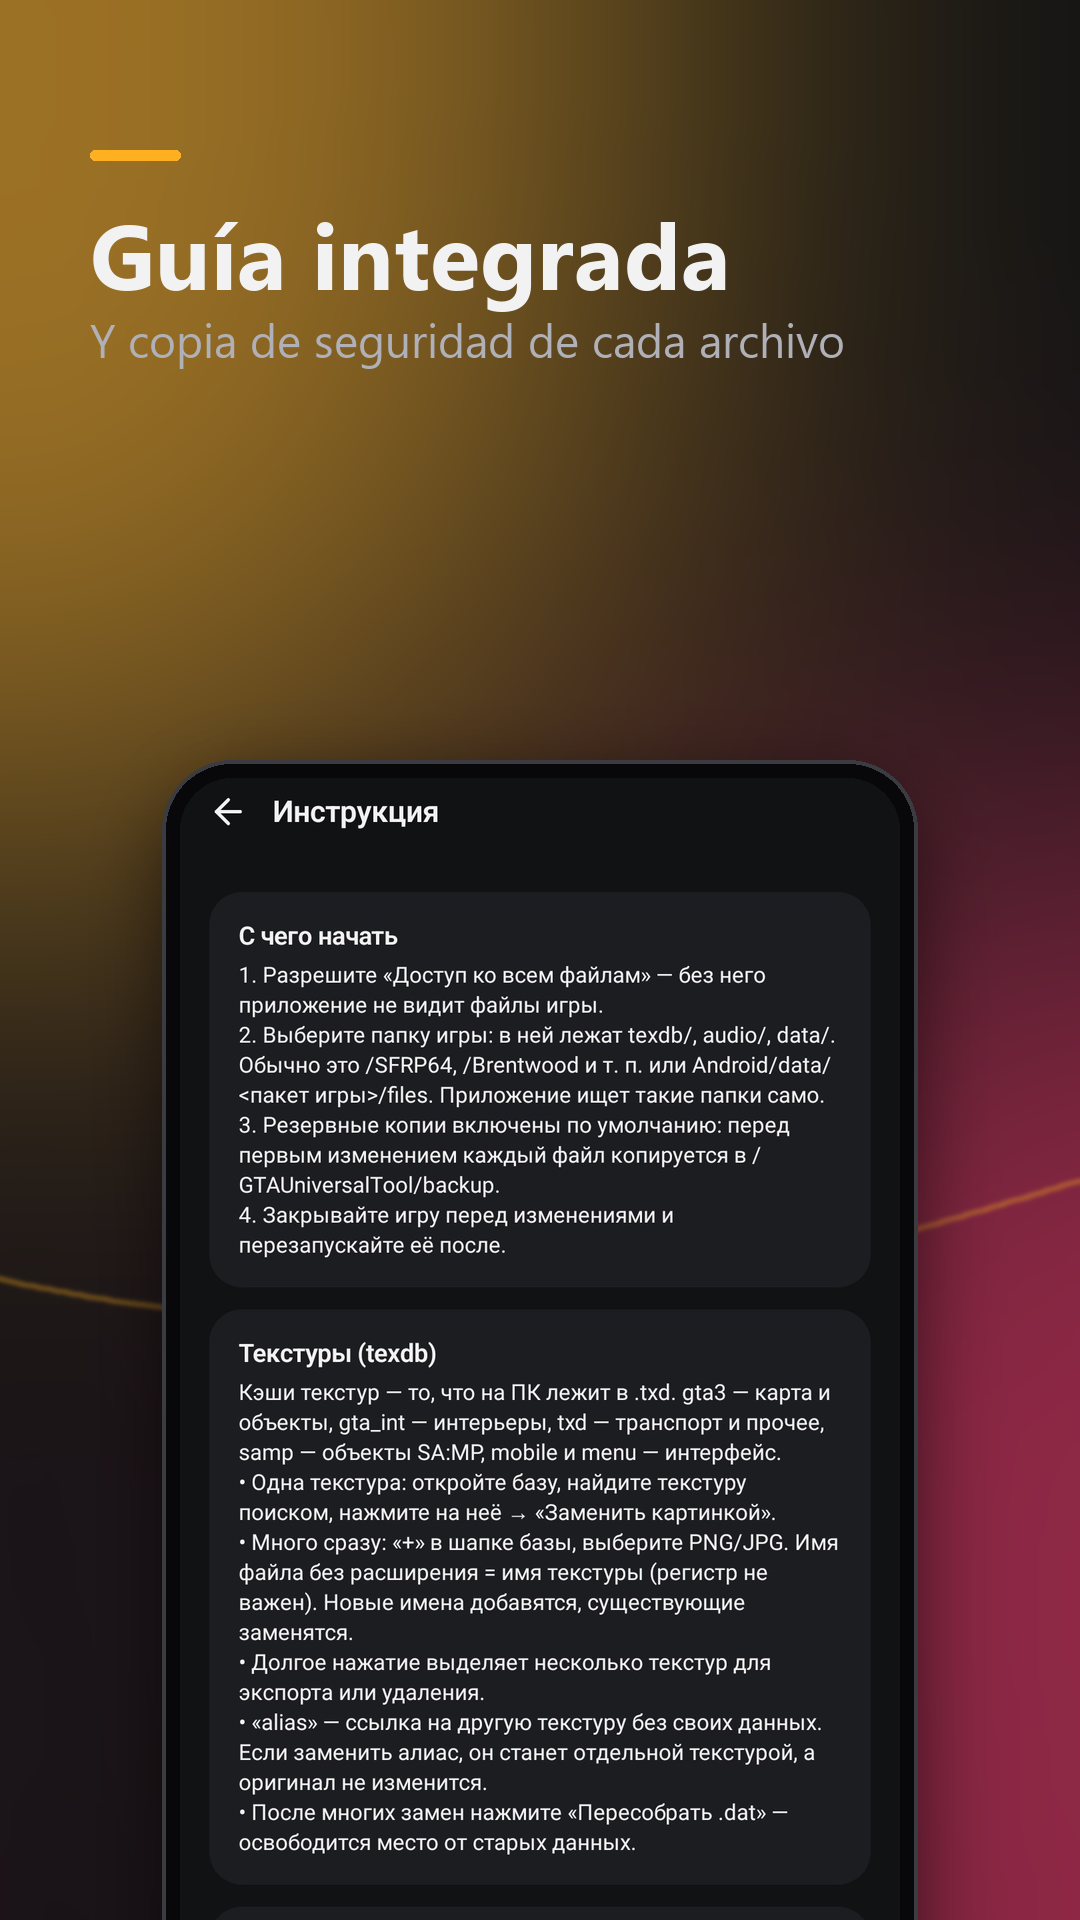 Guía integrada
Y copia de seguridad de cada archivo
Инструкция
С чего начать
1. Разрешите «Доступ ко всем файлам» — без него
приложение не видит файлы игры.
2. Выберите папку игры: в ней лежат texdb/, audio/, data/.
Обычно это /SFRP64, /Brentwood и т. п. или Android/data/
<пакет игры>/files. Приложение ищет такие папки само.
3. Резервные копии включены по умолчанию: перед
первым изменением каждый файл копируется в /
GTAUniversalTool/backup.
4. Закрывайте игру перед изменениями и
перезапускайте её после.
Текстуры (texdb)
Кэши текстур — то, что на ПК лежит в .txd. gta3 — карта и
объекты, gta_int — интерьеры, txd — транспорт и прочее,
samp — объекты SA:MP, mobile и menu — интерфейс.
• Одна текстура: откройте базу, найдите текстуру
поиском, нажмите на неё → «Заменить картинкой».
• Много сразу: «+» в шапке базы, выберите PNG/JPG. Имя
файла без расширения = имя текстуры (регистр не
важен). Новые имена добавятся, существующие
заменятся.
• Долгое нажатие выделяет несколько текстур для
экспорта или удаления.
• «alias» — ссылка на другую текстуру без своих данных.
Если заменить алиас, он станет отдельной текстурой, а
оригинал не изменится.
• После многих замен нажмите «Пересобрать .dat» —
освободится место от старых данных.